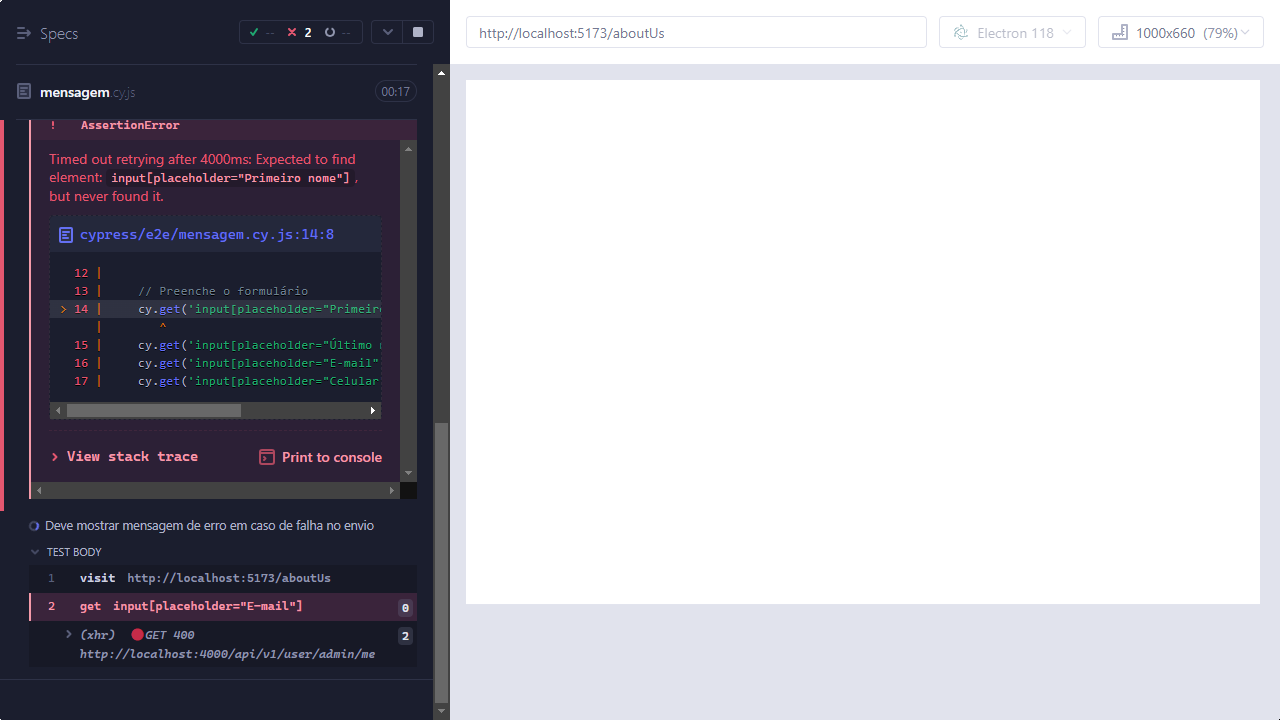 Specs
-- 2 --
http://localhost:5173/aboutUs
Electron 118
1000x660 (79%)
mensagem.cy.js
00:17
! AssertionError
Timed out retrying after 4000ms: Expected to find
element: input[placeholder="Primeiro nome"],
but never found it.
cypress/e2e/mensagem.cy.js:14:8
12 |
13 | // Preenche o formulário
> 14 | cy.get('input[placeholder="Primeiro
| ^
15 | cy.get('input[placeholder="Último n
16 | cy.get('input[placeholder="E-mail"
17 | cy.get('input[placeholder="Celular
> View stack trace
Print to console
Deve mostrar mensagem de erro em caso de falha no envio
TEST BODY
1 visit http://localhost:5173/aboutUs
2 get input[placeholder="E-mail"] 0
(xhr) GET 400 2
http://localhost:4000/api/v1/user/admin/me